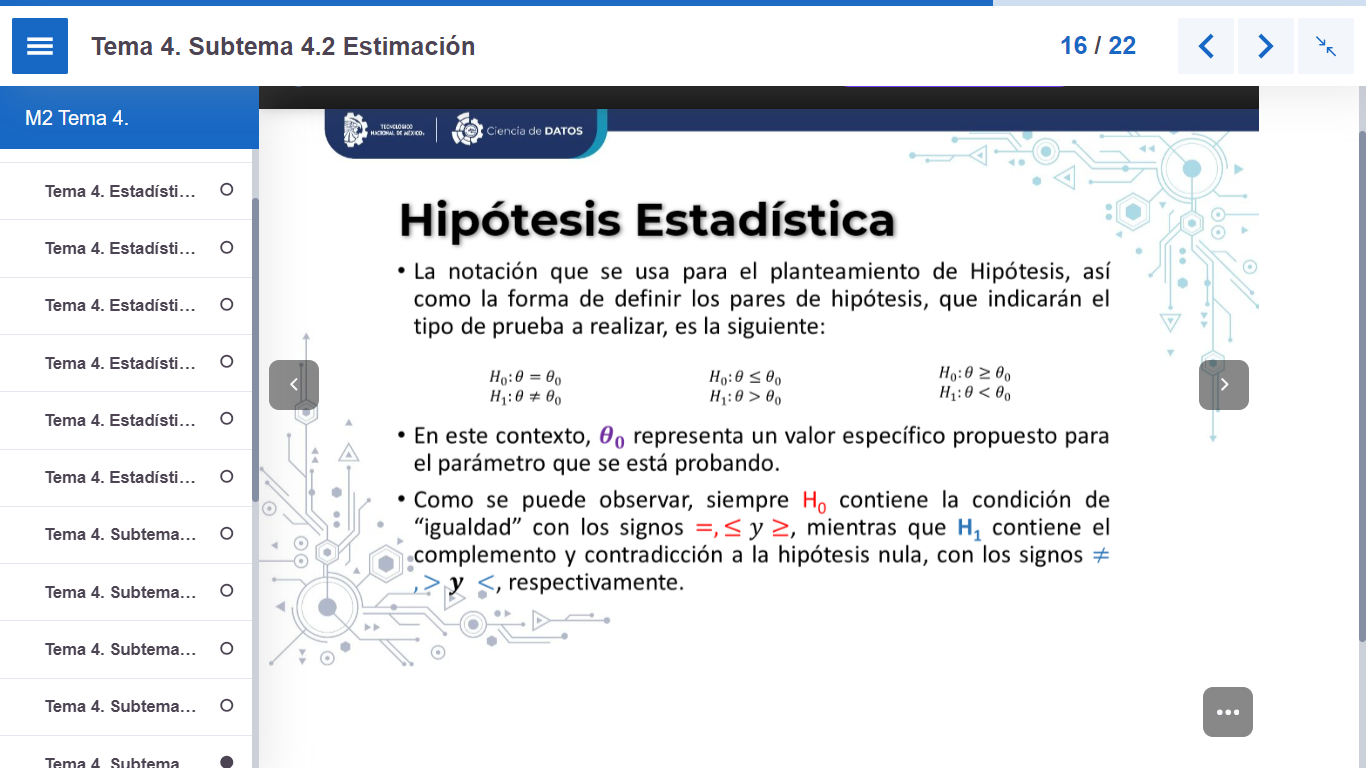 Tema 4. Subtema 4.2 Estimación
16 / 22
M2 Tema 4.
Tema 4. Estadísti...
Tema 4. Estadísti...
Tema 4. Estadísti...
Tema 4. Estadísti...
Tema 4. Estadísti...
Tema 4. Estadísti...
Tema 4. Subtema...
Tema 4. Subtema...
Tema 4. Subtema...
Tema 4. Subtema...
Tema 4. Subtema
TECNOLÓGICO
NACIONAL DE MÉXICO
Ciencia de DATOS
Hipótesis Estadística
• La notación que se usa para el planteamiento de Hipótesis, así
como la forma de definir los pares de hipótesis, que indicarán el
tipo de prueba a realizar, es la siguiente:
H₀: θ = θ₀
H₁: θ ≠ θ₀
H₀: θ ≤ θ₀
H₁: θ > θ₀
H₀: θ ≥ θ₀
H₁: θ < θ₀
• En este contexto, θ₀ representa un valor específico propuesto para
el parámetro que se está probando.
• Como se puede observar, siempre H₀ contiene la condición de
“igualdad” con los signos =, ≤ y ≥, mientras que H₁ contiene el
complemento y contradicción a la hipótesis nula, con los signos ≠
, > y <, respectivamente.